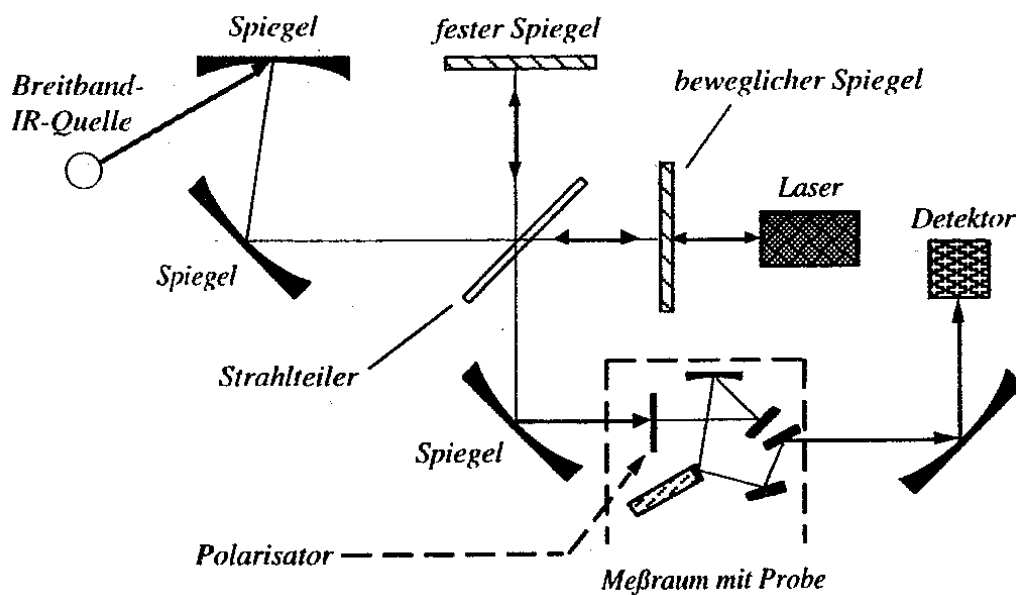 Spiegel
fester Spiegel
Breitband-
IR-Quelle
beweglicher Spiegel
Laser
Detektor
Spiegel
Strahlteiler
Spiegel
Polarisator
Meßraum mit Probe